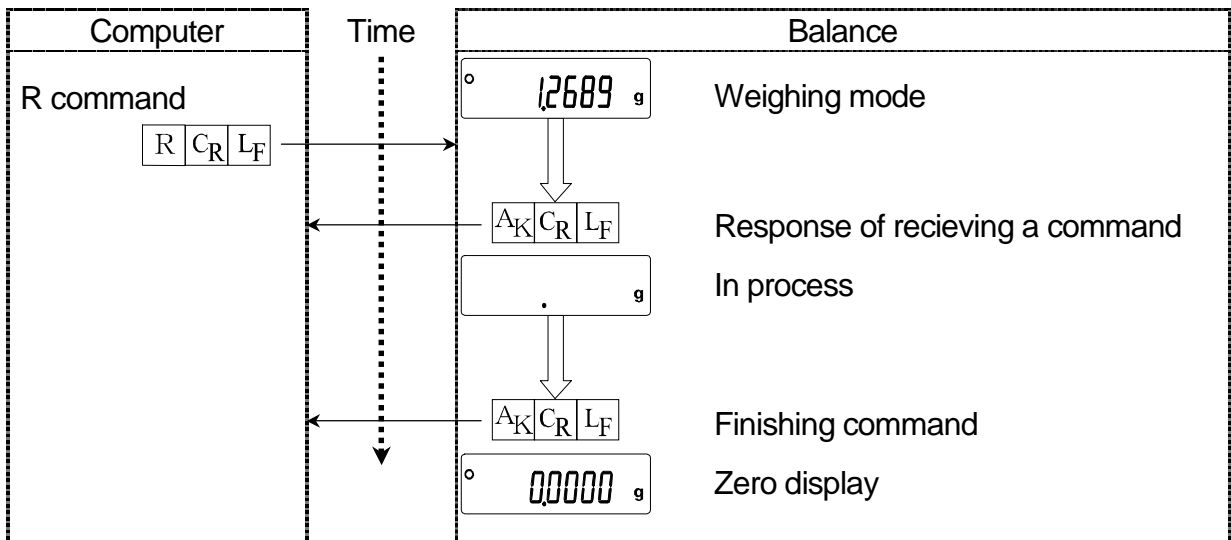 Computer Time Balance
R command
1.2689 g Weighing mode
R CR LF
AK CR LF Response of recieving a command
. g In process
AK CR LF Finishing command
0.0000 g Zero display